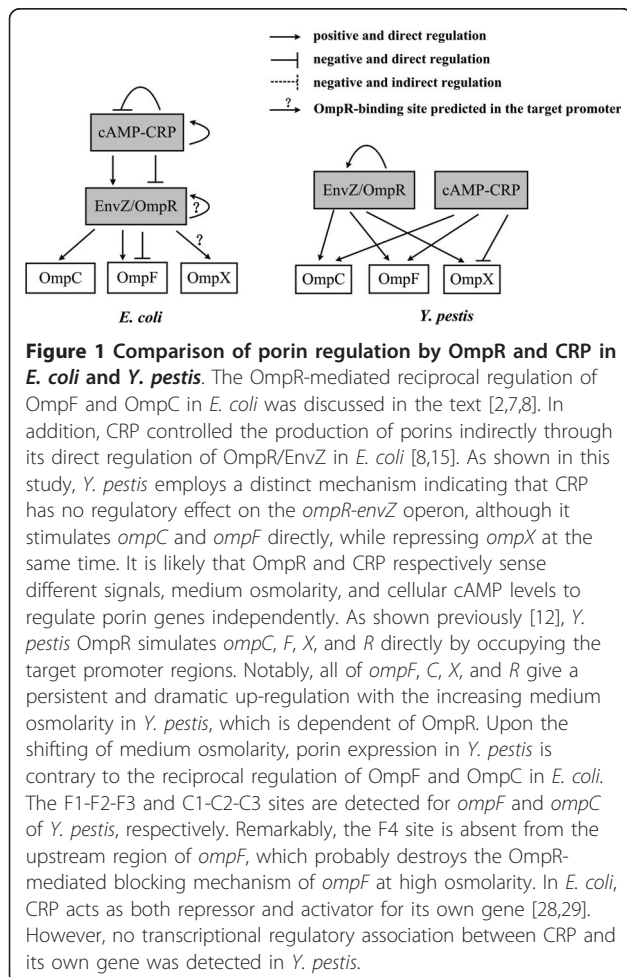 positive and direct regulation
negative and direct regulation
negative and indirect regulation
? OmpR-binding site predicted in the target promoter
cAMP-CRP
EnvZ/OmpR
?
?
OmpC
OmpF
OmpX
E. coli
EnvZ/OmpR
cAMP-CRP
OmpC
OmpF
OmpX
Y. pestis
Figure 1 Comparison of porin regulation by OmpR and CRP in
E. coli and Y. pestis. The OmpR-mediated reciprocal regulation of
OmpF and OmpC in E. coli was discussed in the text [2,7,8]. In
addition, CRP controlled the production of porins indirectly through
its direct regulation of OmpR/EnvZ in E. coli [8,15]. As shown in this
study, Y. pestis employs a distinct mechanism indicating that CRP
has no regulatory effect on the ompR-envZ operon, although it
stimulates ompC and ompF directly, while repressing ompX at the
same time. It is likely that OmpR and CRP respectively sense
different signals, medium osmolarity, and cellular cAMP levels to
regulate porin genes independently. As shown previously [12], Y.
pestis OmpR simulates ompC, F, X, and R directly by occupying the
target promoter regions. Notably, all of ompF, C, X, and R give a
persistent and dramatic up-regulation with the increasing medium
osmolarity in Y. pestis, which is dependent of OmpR. Upon the
shifting of medium osmolarity, porin expression in Y. pestis is
contrary to the reciprocal regulation of OmpF and OmpC in E. coli.
The F1-F2-F3 and C1-C2-C3 sites are detected for ompF and ompC
of Y. pestis, respectively. Remarkably, the F4 site is absent from the
upstream region of ompF, which probably destroys the OmpR-
mediated blocking mechanism of ompF at high osmolarity. In E. coli,
CRP acts as both repressor and activator for its own gene [28,29].
However, no transcriptional regulatory association between CRP and
its own gene was detected in Y. pestis.